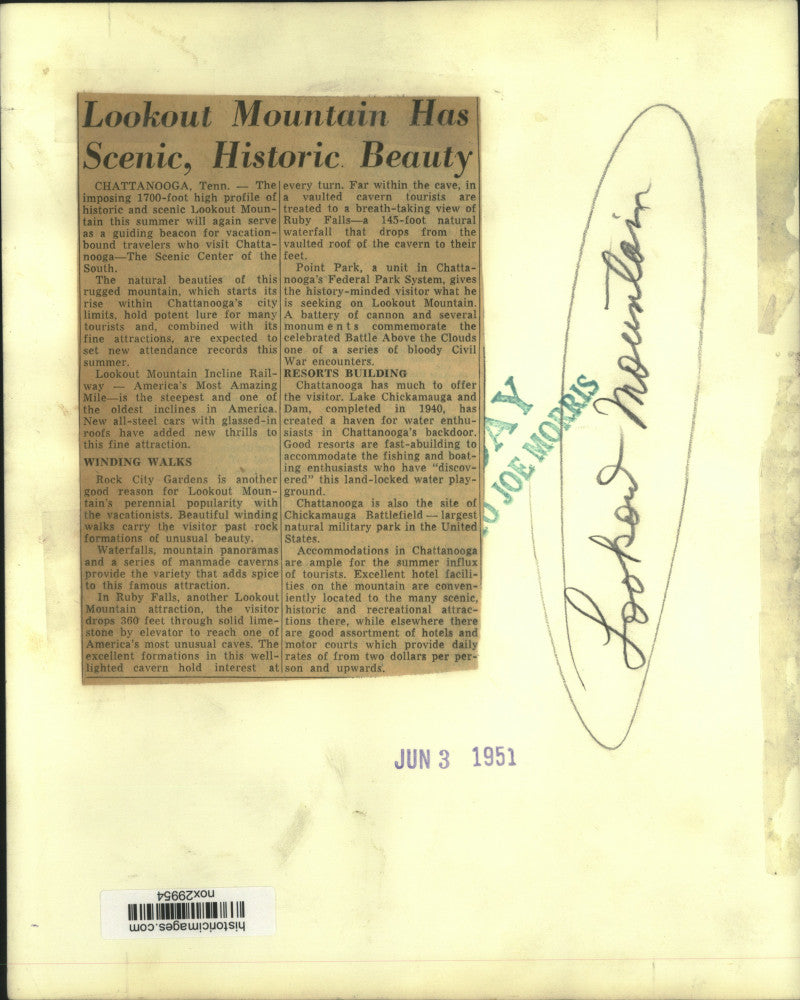 Lookout Mountain Has
Scenic, Historic Beauty
CHATTANOOGA, Tenn. — The
imposing 1700-foot high profile of
historic and scenic Lookout Moun-
tain this summer will again serve
as a guiding beacon for vacation-
bound travelers who visit Chatta-
nooga—The Scenic Center of the
South.
The natural beauties of this
rugged mountain, which starts its
rise within Chattanooga's city
limits, hold potent lure for many
tourists and, combined with its
fine attractions, are expected to
set new attendance records this
summer.
Lookout Mountain Incline Rail-
way — America's Most Amazing
Mile—is the steepest and one of
the oldest inclines in America.
New all-steel cars with glassed-in
roofs have added new thrills to
this fine attraction.
WINDING WALKS
Rock City Gardens is another
good reason for Lookout Moun-
tain's perennial popularity with
the vacationists. Beautiful winding
walks carry the visitor past rock
formations of unusual beauty.
Waterfalls, mountain panoramas
and a series of manmade caverns
provide the variety that adds spice
to this famous attraction.
In Ruby Falls, another Lookout
Mountain attraction, the visitor
drops 360 feet through solid lime-
stone by elevator to reach one of
America's most unusual caves. The
excellent formations in this well-
lighted cavern hold interest at
every turn. Far within the cave, in
a vaulted cavern tourists are
treated to a breath-taking view of
Ruby Falls—a 145-foot natural
waterfall that drops from the
vaulted roof of the cavern to their
feet.
Point Park, a unit in Chatta-
nooga's Federal Park System, gives
the history-minded visitor what he
is seeking on Lookout Mountain.
A battery of cannon and several
monuments commemorate the
celebrated Battle Above the Clouds
one of a series of bloody Civil
War encounters.
RESORTS BUILDING
Chattanooga has much to offer
the visitor. Lake Chickamauga and
Dam, completed in 1940, has
created a haven for water enthu-
siasts in Chattanooga's backdoor.
Good resorts are fast-abuilding to
accommodate the fishing and boat-
ing enthusiasts who have "discov-
ered" this land-locked water play-
ground.
Chattanooga is also the site of
Chickamauga Battlefield — largest
natural military park in the United
States.
Accommodations in Chattanooga
are ample for the summer influx
of tourists. Excellent hotel facili-
ties on the mountain are conven-
iently located to the many scenic,
historic and recreational attrac-
tions there, while elsewhere there
are good assortment of hotels and
motor courts which provide daily
rates of from two dollars per per-
son and upwards.
DAY
TO JOE MORRIS
Lookout Mountain
JUN 3 1951
historicimages.com
nox29954